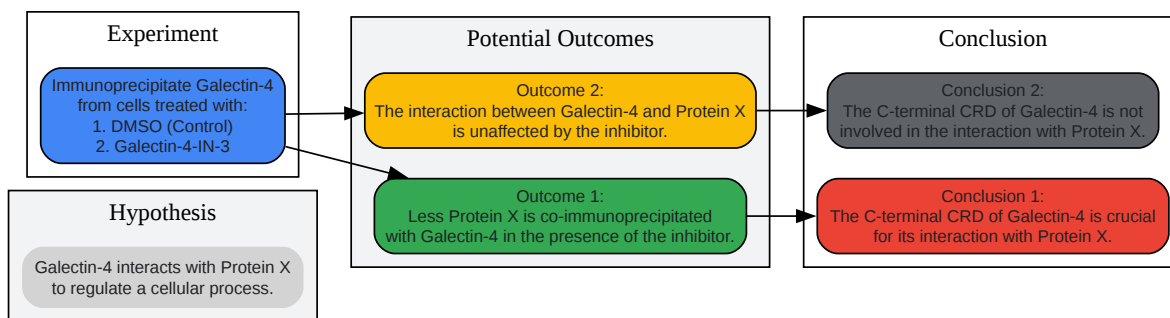 Experiment
Immunoprecipitate Galectin-4
from cells treated with:
1. DMSO (Control)
2. Galectin-4-IN-3
Hypothesis
Galectin-4 interacts with Protein X
to regulate a cellular process.
Potential Outcomes
Outcome 2:
The interaction between Galectin-4 and Protein X
is unaffected by the inhibitor.
Outcome 1:
Less Protein X is co-immunoprecipitated
with Galectin-4 in the presence of the inhibitor.
Conclusion
Conclusion 2:
The C-terminal CRD of Galectin-4 is not
involved in the interaction with Protein X.
Conclusion 1:
The C-terminal CRD of Galectin-4 is crucial
for its interaction with Protein X.